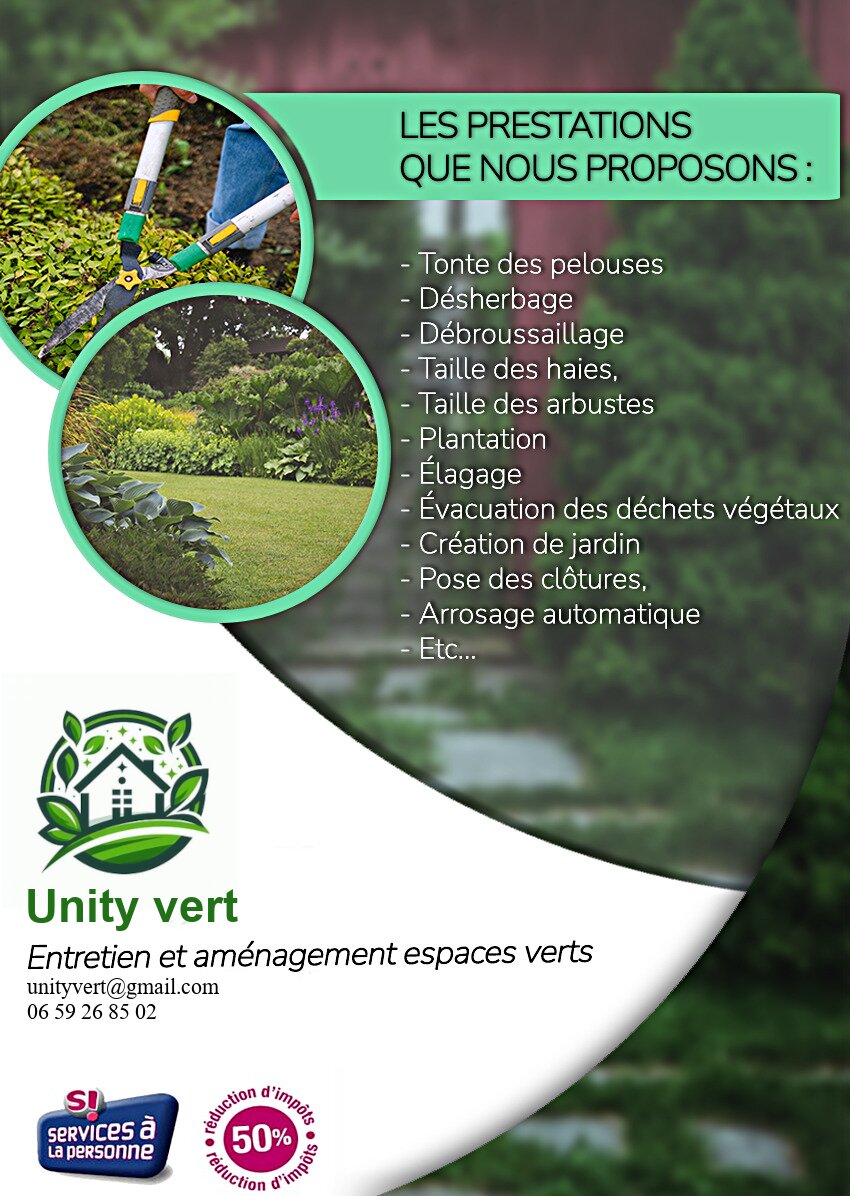 LES PRESTATIONS
QUE NOUS PROPOSONS :
- Tonte des pelouses
- Désherbage
- Débroussaillage
- Taille des haies,
- Taille des arbustes
- Plantation
- Élagage
- Évacuation des déchets végétaux
- Création de jardin
- Pose des clôtures,
- Arrosage automatique
- Etc...
Unity vert
Entretien et aménagement espaces verts
unityvert@gmail.com
06 59 26 85 02
S!
services à
la personne
réduction d'impôts
50%
réduction d'impôts